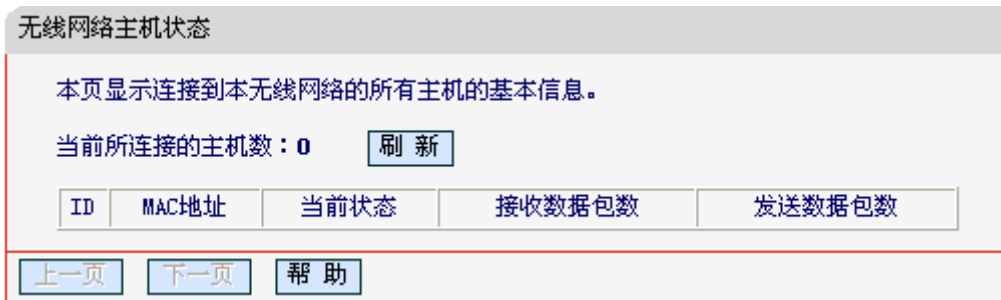 无线网络主机状态
本页显示连接到本无线网络的所有主机的基本信息。
当前所连接的主机数：0 刷 新
ID MAC地址 当前状态 接收数据包数 发送数据包数
上一页 下一页 帮 助